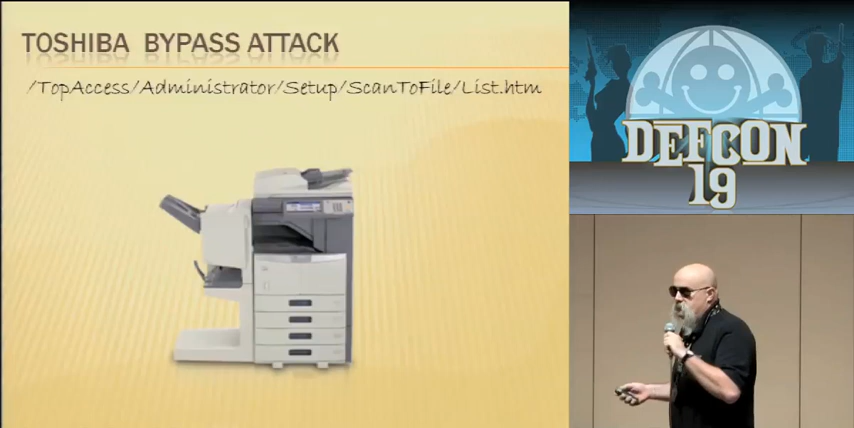 TOSHIBA BYPASS ATTACK
/TopAccess/Administrator/Setup/ScanToFile/List.htm
DEFCON
19